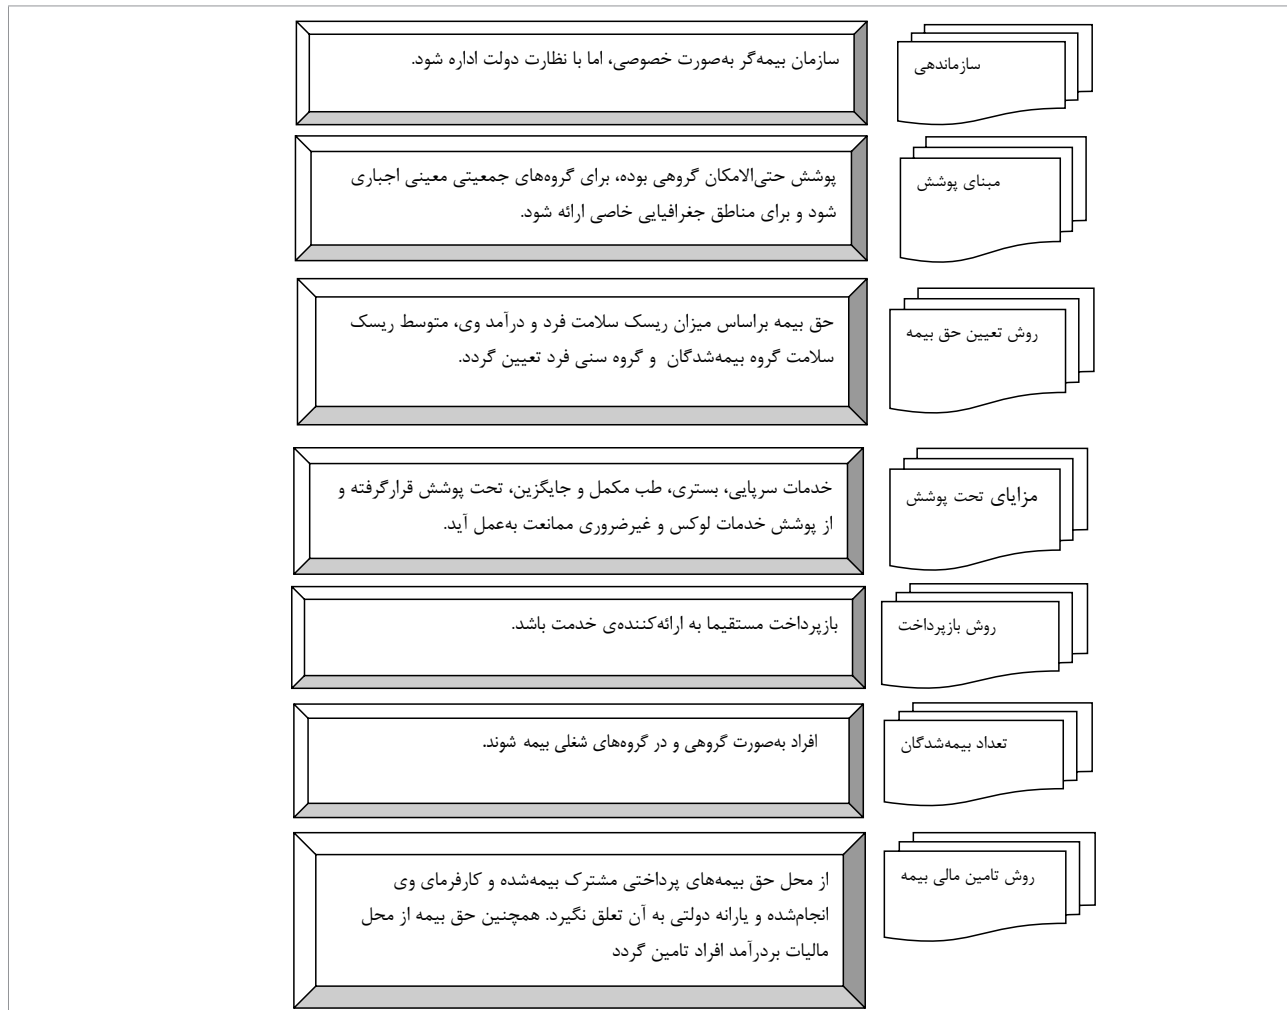 سازماندهی
سازمان بیمه‌گر به‌صورت خصوصی، اما با نظارت دولت اداره شود.
مبنای پوشش
پوشش حتی‌الامکان گروهی بوده، برای گروه‌های جمعیتی معینی اجباری
شود و برای مناطق جغرافیایی خاصی ارائه شود.
روش تعیین حق بیمه
حق بیمه براساس میزان ریسک سلامت فرد و درآمد وی، متوسط ریسک
سلامت گروه بیمه‌شدگان و گروه سنی فرد تعیین گردد.
مزایای تحت پوشش
خدمات سرپایی، بستری، طب مکمل و جایگزین، تحت پوشش قرارگرفته و
از پوشش خدمات لوکس و غیرضروری ممانعت به‌عمل آید.
روش بازپرداخت
بازپرداخت مستقیما به ارائه‌کننده‌ی خدمت باشد.
تعداد بیمه‌شدگان
افراد به‌صورت گروهی و در گروه‌های شغلی بیمه شوند.
روش تامین مالی بیمه
از محل حق بیمه‌های پرداختی مشترک بیمه‌شده و کارفرمای وی
انجام‌شده و یارانه دولتی به آن تعلق نگیرد. همچنین حق بیمه از محل
مالیات بردرآمد افراد تامین گردد